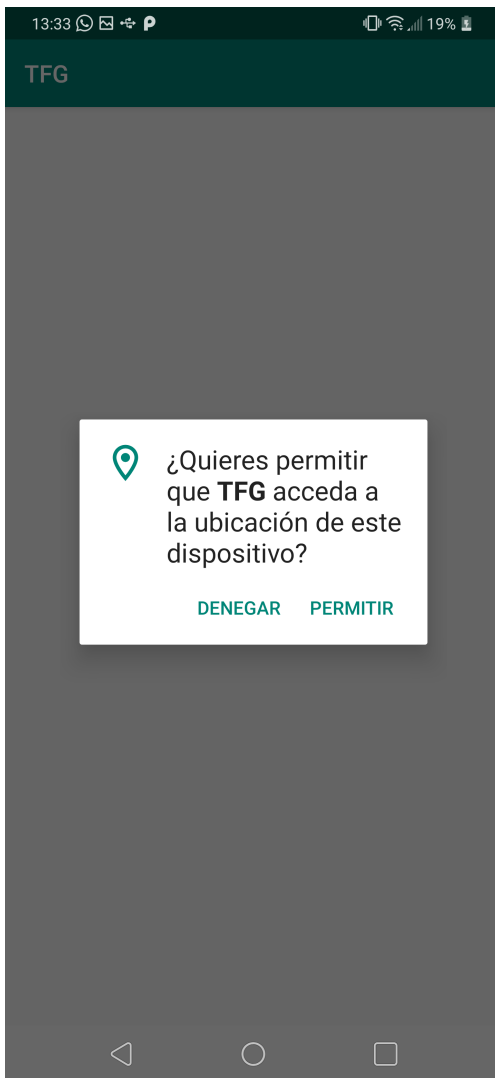 13:33 19%
TFG
¿Quieres permitir
que TFG acceda a
la ubicación de este
dispositivo?
DENEGAR PERMITIR